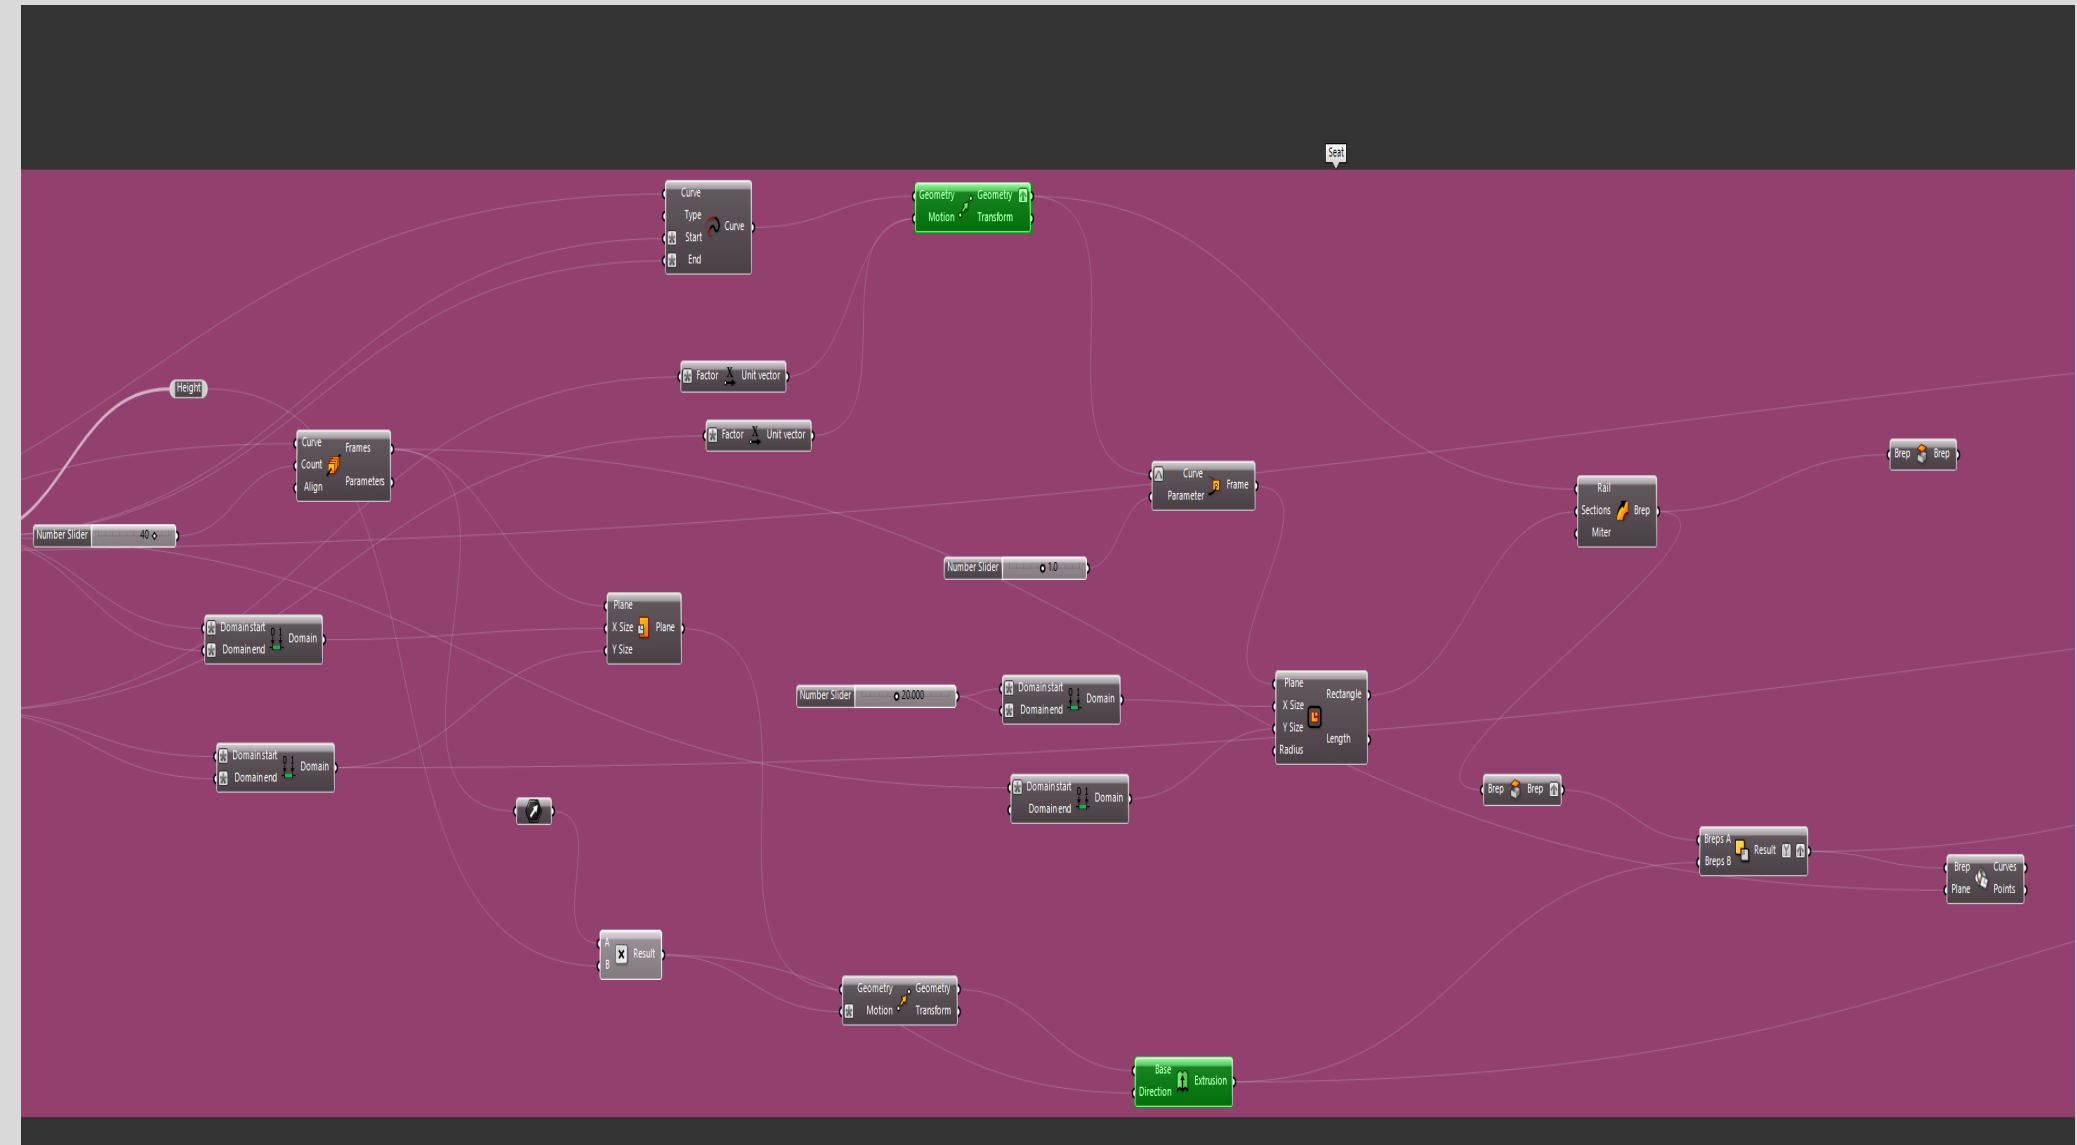 Seat
Curve
Type
Start
End
Curve
Geometry
Motion
Geometry
Transform
Height
Factor
Unit vector
Factor
Unit vector
Curve
Count
Align
Frames
Parameters
Number Slider
40
Curve
Parameter
Frame
Brep
Brep
Rail
Sections
Miter
Brep
Number Slider
1.0
Domain start
Domain end
Domain
Plane
X Size
Y Size
Plane
Number Slider
20.000
Domain start
Domain end
Domain
Plane
X Size
Y Size
Radius
Rectangle
Length
Domain start
Domain end
Domain
Domain start
Domain end
Domain
Brep
Brep
Breps A
Breps B
Result
Brep
Plane
Curves
Points
A
B
Result
Geometry
Motion
Geometry
Transform
Base
Direction
Extrusion